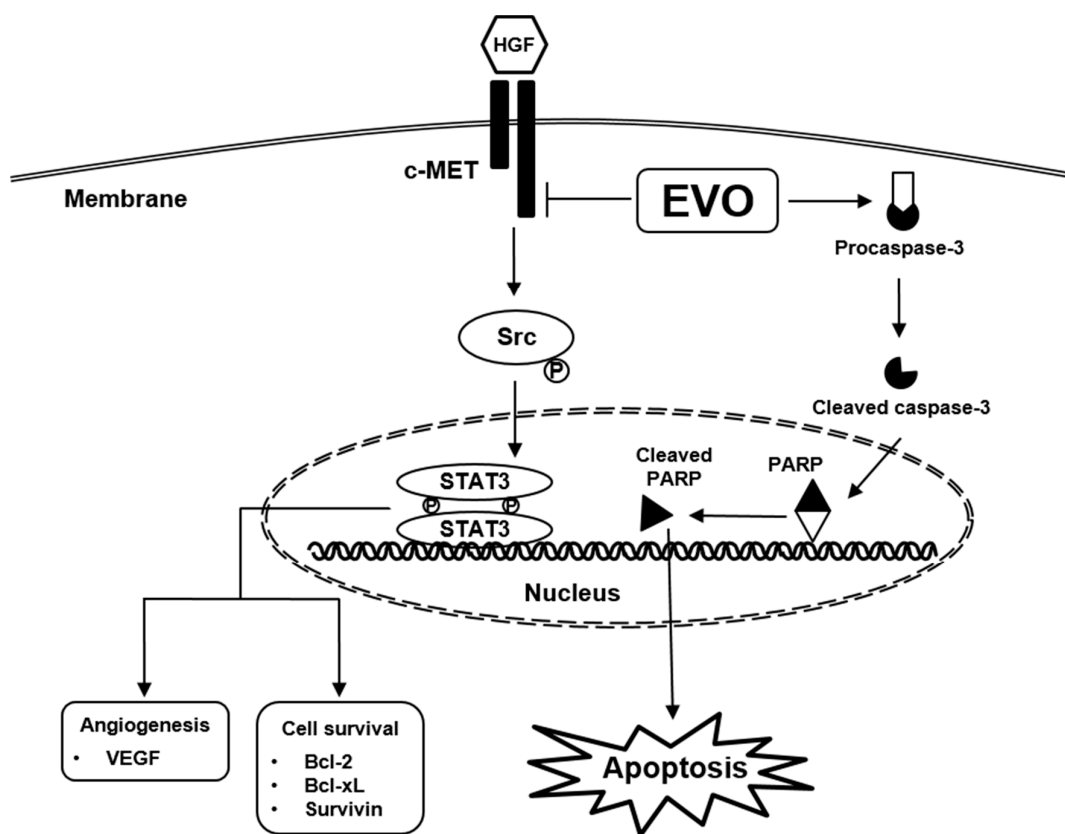 HGF
c-MET
Membrane
EVO
Procaspase-3
Src
P
Cleaved caspase-3
Cleaved
PARP
PARP
STAT3
P P
STAT3
Nucleus
Angiogenesis
• VEGF
Cell survival
• Bcl-2
• Bcl-xL
• Survivin
Apoptosis